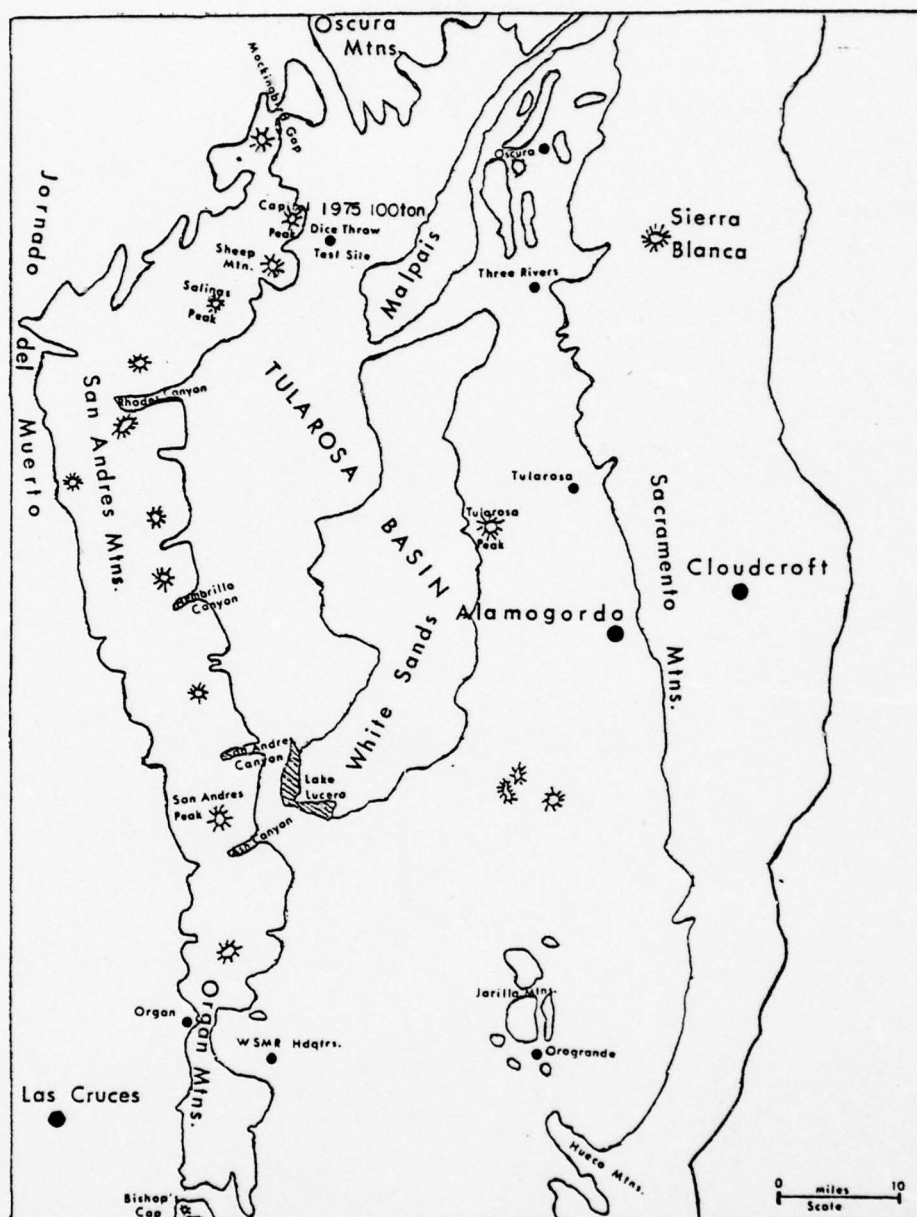 Oscura
Mtns.
Mockingbird Gap
Oscura
Jornado del Muerto
Capitol
Peak
1975 100ton
Dice Throw
Test Site
Sierra
Blanca
Sheep
Mtn.
Malpais
Three Rivers
Salinas
Peak
San Andres Mtns.
Rhodes Canyon
TULAROSA
BASIN
Tularosa
Tularosa
Peak
Sacramento Mtns.
Cloudcroft
Hembrillo
Canyon
Alamogordo
White Sands
San Andres
Canyon
Lake
Lucero
San Andres
Peak
Ash Canyon
Jarilla Mtns.
Organ
Organ Mtns.
WSMR Hdqtrs.
Orogrande
Las Cruces
Hueco Mtns.
Bishop's
Cap
0 miles 10
Scale